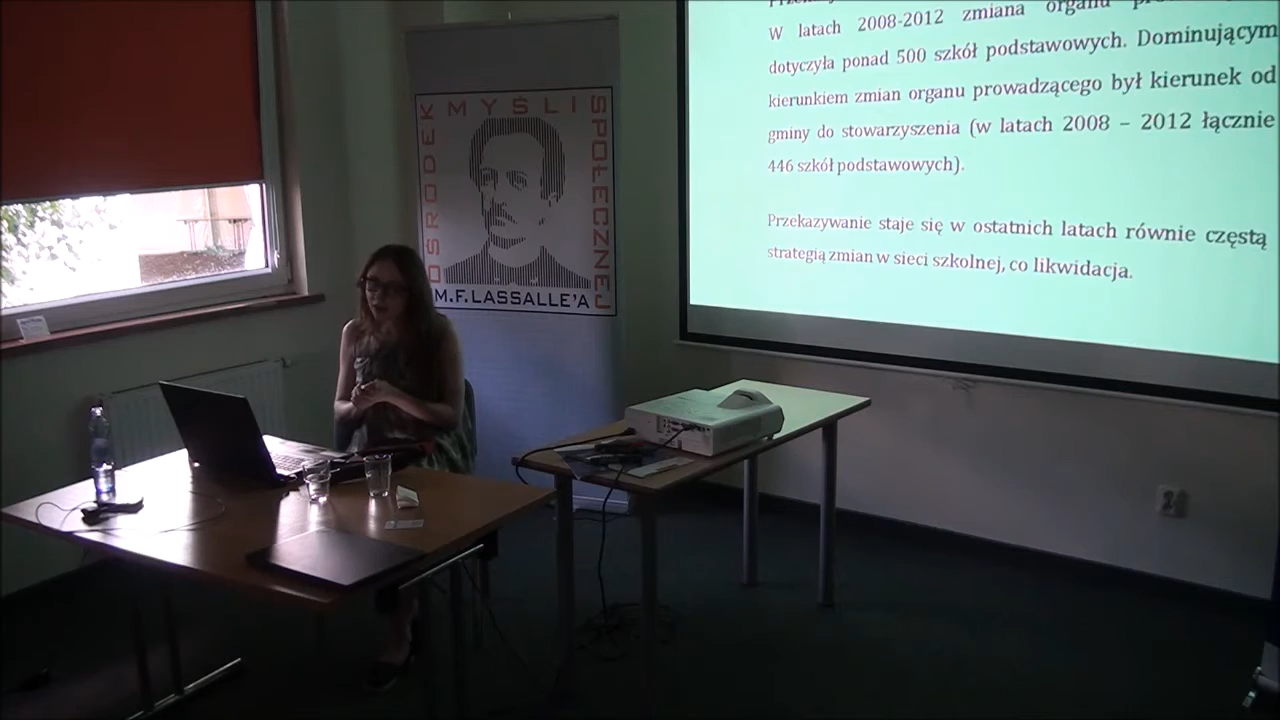 OŚRODEK MYŚLI SPOŁECZNEJ
M.F. LASSALLE'A
W latach 2008-2012 zmiana organu
dotyczyła ponad 500 szkół podstawowych. Dominującym
kierunkiem zmian organu prowadzącego był kierunek od
gminy do stowarzyszenia (w latach 2008 – 2012 łącznie
446 szkół podstawowych).
Przekazywanie staje się w ostatnich latach równie częstą
strategią zmian w sieci szkolnej, co likwidacja.